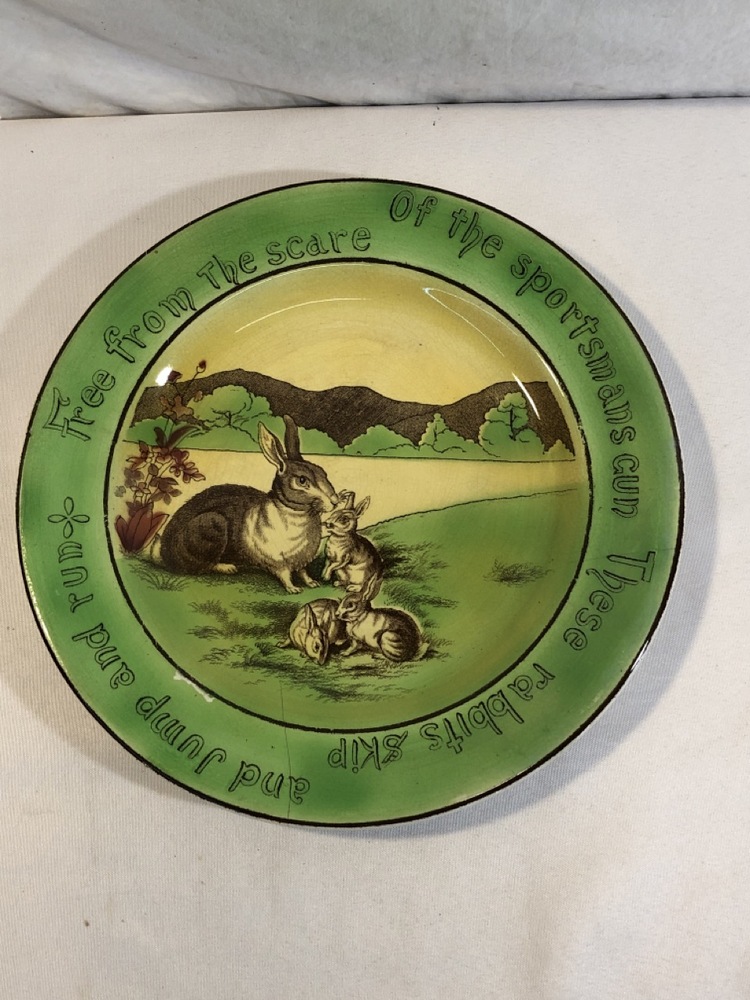 Free from The scare
Of the sportsmans gun
These rabbits skip
and Jump and run